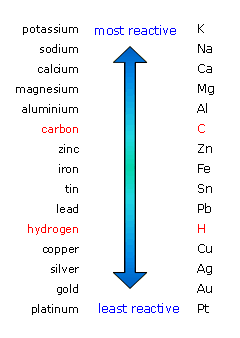 potassium most reactive K
sodium Na
calcium Ca
magnesium Mg
aluminium Al
carbon C
zinc Zn
iron Fe
tin Sn
lead Pb
hydrogen H
copper Cu
silver Ag
gold Au
platinum least reactive Pt